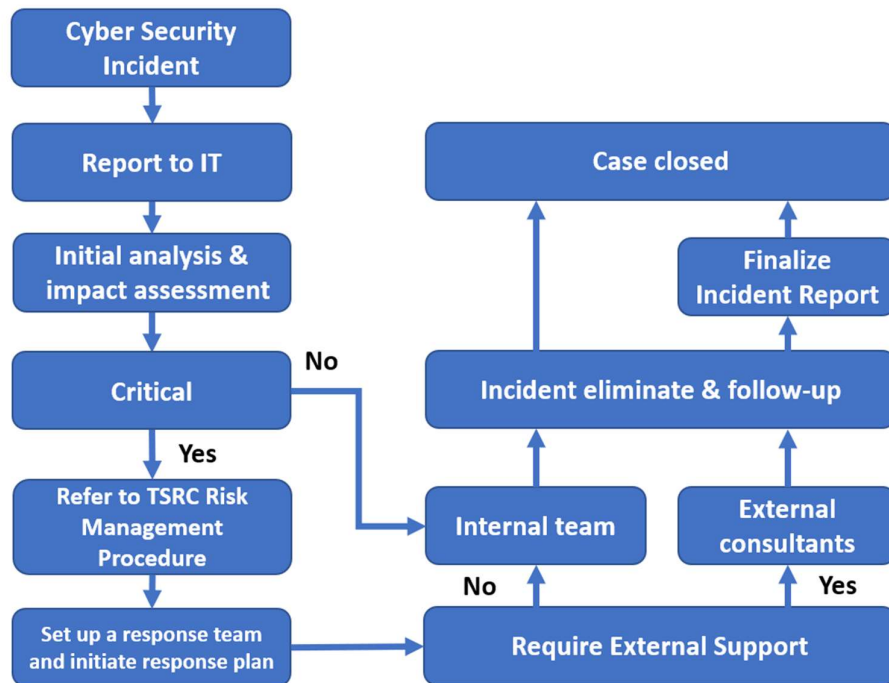 Cyber Security
Incident
Report to IT
Initial analysis &
impact assessment
Critical
No
Yes
Refer to TSRC Risk
Management
Procedure
Set up a response team
and initiate response plan
Case closed
Finalize
Incident Report
Incident eliminate & follow-up
Internal team
External
consultants
No
Yes
Require External Support